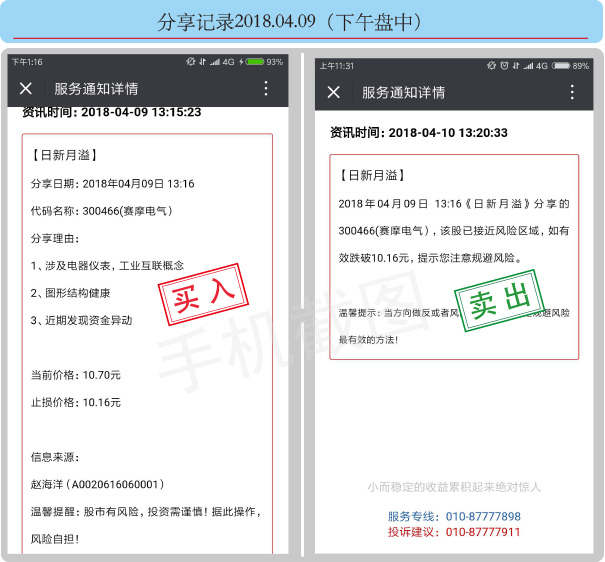 分享记录2018.04.09（下午盘中）
下午1:16
4G
93%
服务通知详情
资讯时间：2018-04-09 13:15:23
【日新月溢】
分享日期：2018年04月09日 13:16
代码名称：300466(赛摩电气)
分享理由：
1、涉及电器仪表，工业互联概念
2、图形结构健康
3、近期发现资金异动
买入
当前价格：10.70元
止损价格：10.16元
信息来源：
赵海洋（A0020616060001）
温馨提醒：股市有风险，投资需谨慎！据此操作，
风险自担！
上午11:31
4G
89%
服务通知详情
资讯时间：2018-04-10 13:20:33
【日新月溢】
2018年04月09日 13:16《日新月溢》分享的
300466(赛摩电气)，该股已接近风险区域，如有
效跌破10.16元，提示您注意规避风险。
卖出
温馨提示：当方向做反或者风
规避风险
最有效的方法！
小而稳定的收益累积起来绝对惊人
服务专线：010-87777898
投诉建议：010-87777911
手机截图